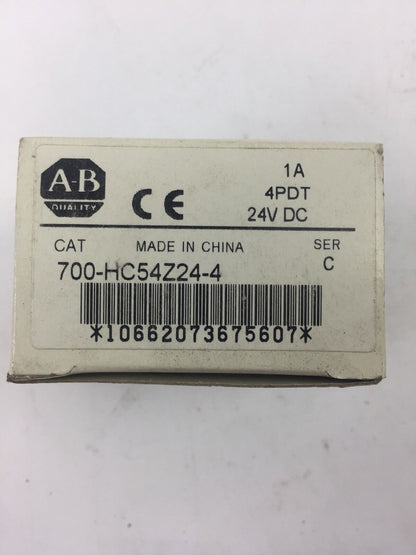 A-B
QUALITY
CE
1A
4PDT
24V DC
CAT MADE IN CHINA SER
700-HC54Z24-4 C
*10662073675607*